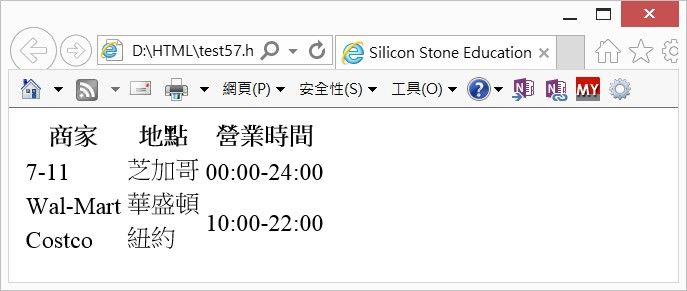 D:\HTML\test57.h
Silicon Stone Education
網頁(P)
安全性(S)
工具(O)
MY
商家 地點 營業時間
7-11 芝加哥 00:00-24:00
Wal-Mart 華盛頓
10:00-22:00
Costco 紐約